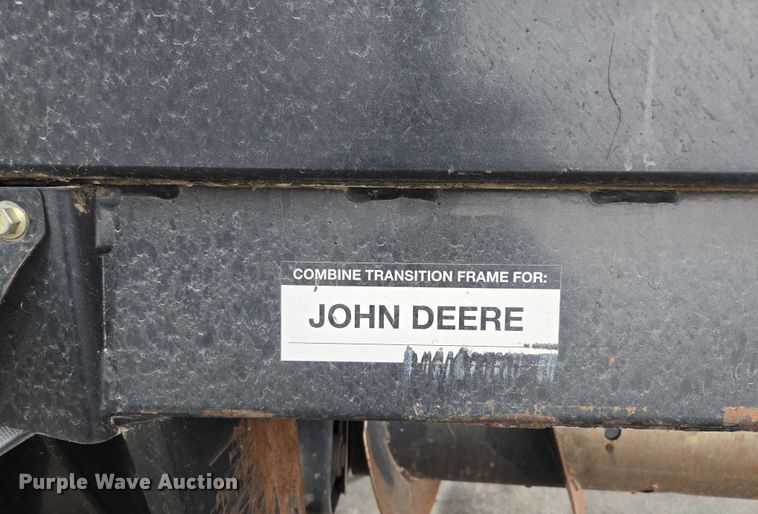 COMBINE TRANSITION FRAME FOR:
JOHN DEERE
Purple Wave Auction